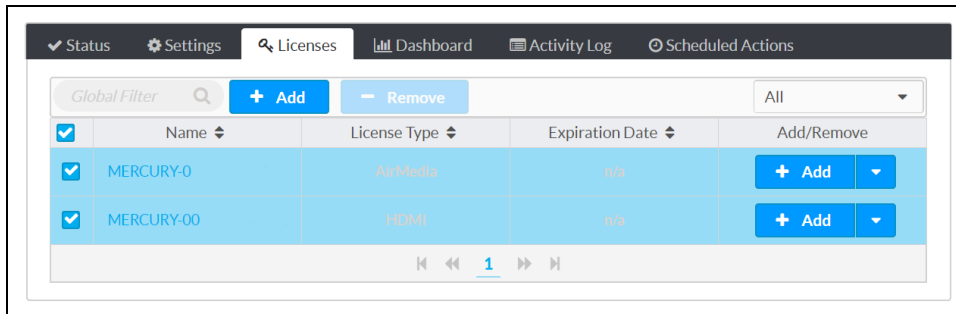 Status Settings Licenses Dashboard Activity Log Scheduled Actions
Global Filter + Add − Remove All
Name License Type Expiration Date Add/Remove
MERCURY-0 AirMedia n/a + Add
MERCURY-00 HDMI n/a + Add
1